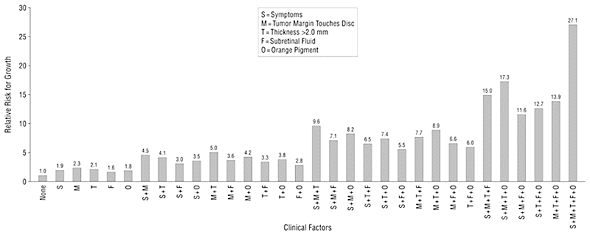 30
25
20
15
10
5
0
Relative Risk for Growth
S = Symptoms
M = Tumor Margin Touches Disc
T = Thickness >2.0 mm
F = Subretinal Fluid
O = Orange Pigment
1.0
1.9
2.3
2.1
1.6
1.8
4.5
4.1
3.0
3.5
5.0
3.6
4.2
3.3
3.8
2.8
9.6
7.1
8.2
6.5
7.4
5.5
7.7
8.9
6.6
6.0
15.0
17.3
11.6
12.7
13.9
27.1
None
S
M
T
F
O
S + M
S + T
S + F
S + O
M + T
M + F
M + O
T + F
T + O
F + O
S + M + T
S + M + F
S + M + O
S + T + F
S + T + O
S + F + O
M + T + F
M + T + O
M + F + O
T + F + O
S + M + T + F
S + M + T + O
S + M + F + O
S + T + F + O
M + T + F + O
S + M + T + F + O
Clinical Factors